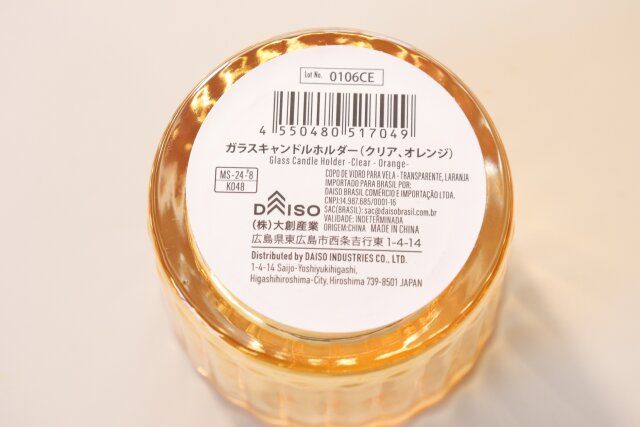 Lot No. 0106CE
4 550480 517049
ガラスキャンドルホルダー(クリア、オレンジ)
Glass Candle Holder -Clear - Orange-
MS-24-
K048
COPO DE VIDRO PARA VELA - TRANSPARENTE, LARANJA
IMPORTADO PARA BRASIL POR:
DAISO BRASIL COMÉRCIO E IMPORTAÇÃO LTDA.
CNPJ:14.987.685/0001-16
SAC(BRASIL): sac@daisobrasil.com.br
VALIDADE: INDETERMINADA
ORIGEM:CHINA MADE IN CHINA
DAISO
(株)大創産業
広島県東広島市西条吉行東 1-4-14
Distributed by DAISO INDUSTRIES CO., LTD.
1-4-14 Saijo-Yoshiyukihigashi,
Higashihiroshima-City, Hiroshima 739-8501 JAPAN